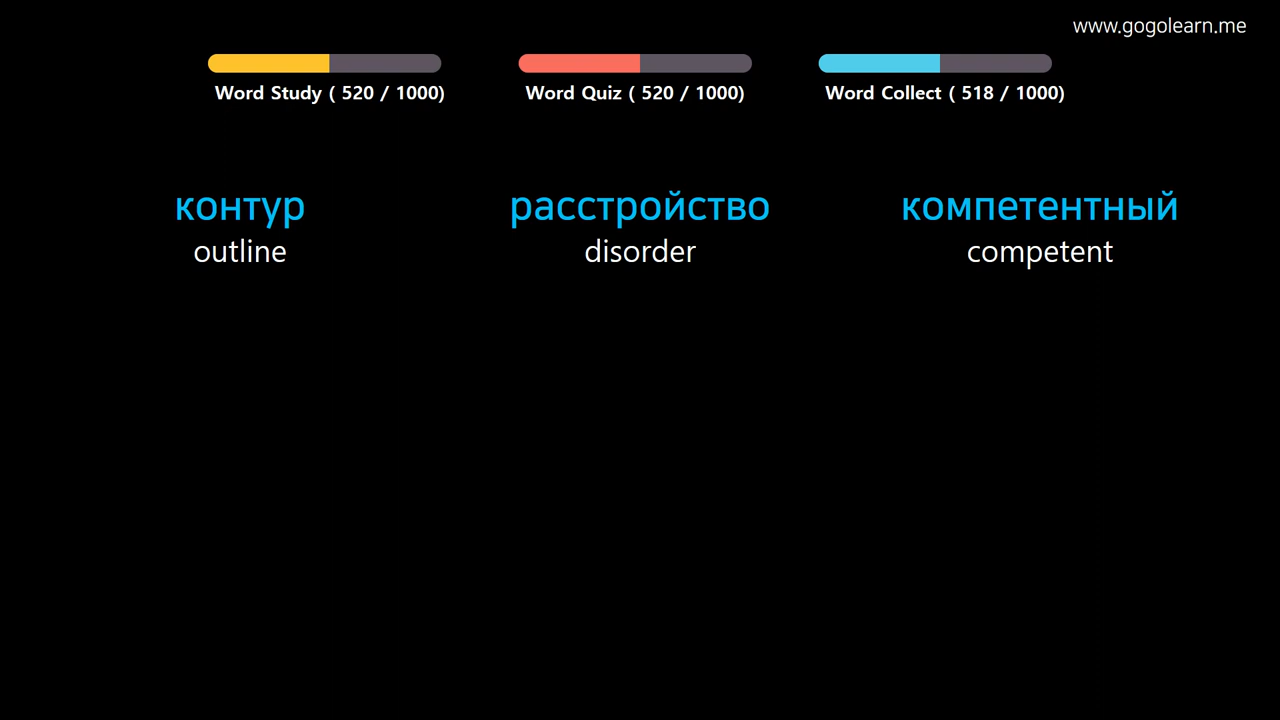 www.gogolearn.me
Word Study ( 520 / 1000)
Word Quiz ( 520 / 1000)
Word Collect ( 518 / 1000)
контур
outline
расстройство
disorder
компетентный
competent